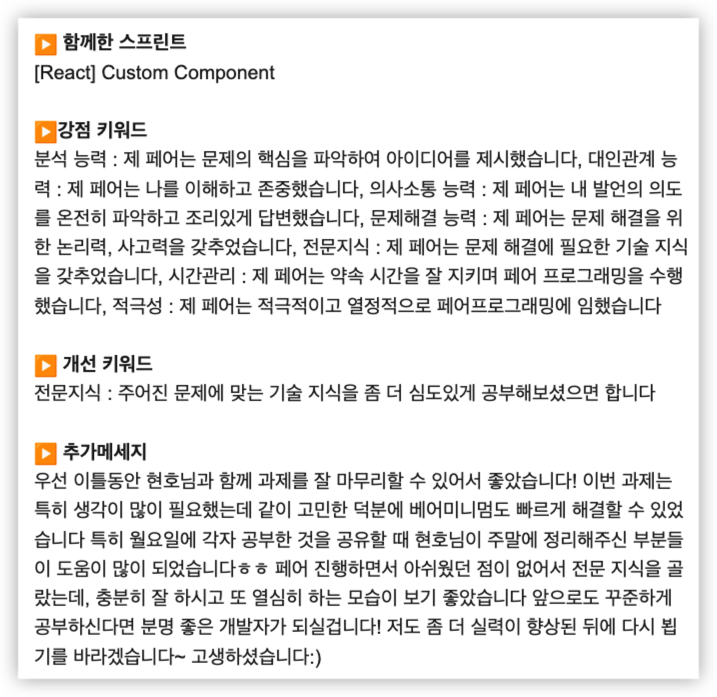 ▶️ 함께한 스프린트
[React] Custom Component
▶️강점 키워드
분석 능력 : 제 페어는 문제의 핵심을 파악하여 아이디어를 제시했습니다, 대인관계 능
력 : 제 페어는 나를 이해하고 존중했습니다, 의사소통 능력 : 제 페어는 내 발언의 의도
를 온전히 파악하고 조리있게 답변했습니다, 문제해결 능력 : 제 페어는 문제 해결을 위
한 논리력, 사고력을 갖추었습니다, 전문지식 : 제 페어는 문제 해결에 필요한 기술 지식
을 갖추었습니다, 시간관리 : 제 페어는 약속 시간을 잘 지키며 페어 프로그래밍을 수행
했습니다, 적극성 : 제 페어는 적극적이고 열정적으로 페어프로그래밍에 임했습니다
▶️ 개선 키워드
전문지식 : 주어진 문제에 맞는 기술 지식을 좀 더 심도있게 공부해보셨으면 합니다
▶️ 추가메세지
우선 이틀동안 현호님과 함께 과제를 잘 마무리할 수 있어서 좋았습니다! 이번 과제는
특히 생각이 많이 필요했는데 같이 고민한 덕분에 베어미니멈도 빠르게 해결할 수 있었
습니다 특히 월요일에 각자 공부한 것을 공유할 때 현호님이 주말에 정리해주신 부분들
이 도움이 많이 되었습니다ㅎㅎ 페어 진행하면서 아쉬웠던 점이 없어서 전문 지식을 골
랐는데, 충분히 잘 하시고 또 열심히 하는 모습이 보기 좋았습니다 앞으로도 꾸준하게
공부하신다면 분명 좋은 개발자가 되실겁니다! 저도 좀 더 실력이 향상된 뒤에 다시 뵙
기를 바라겠습니다~ 고생하셨습니다:)